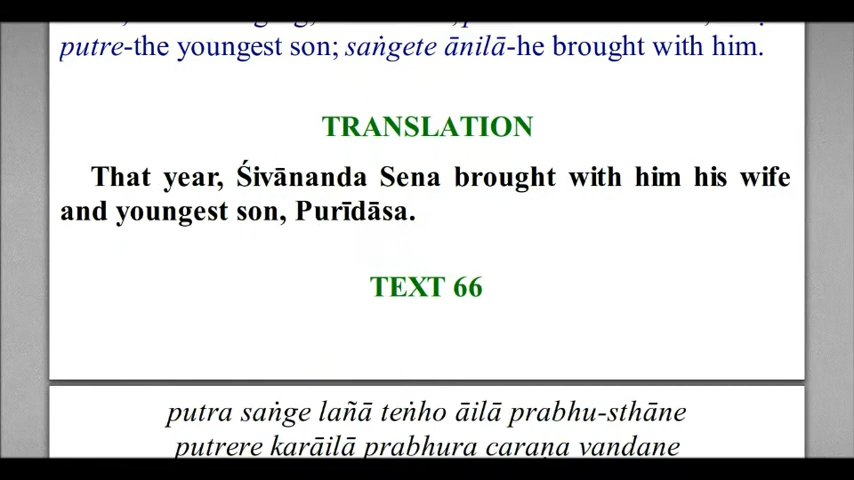 putre-the youngest son; saṅgete ānilā-he brought with him.
TRANSLATION
That year, Śivānanda Sena brought with him his wife
and youngest son, Purīdāsa.
TEXT 66
putra saṅge lañā teṅho āilā prabhu-sthāne
putrere karāilā prabhura caraṇa vandane